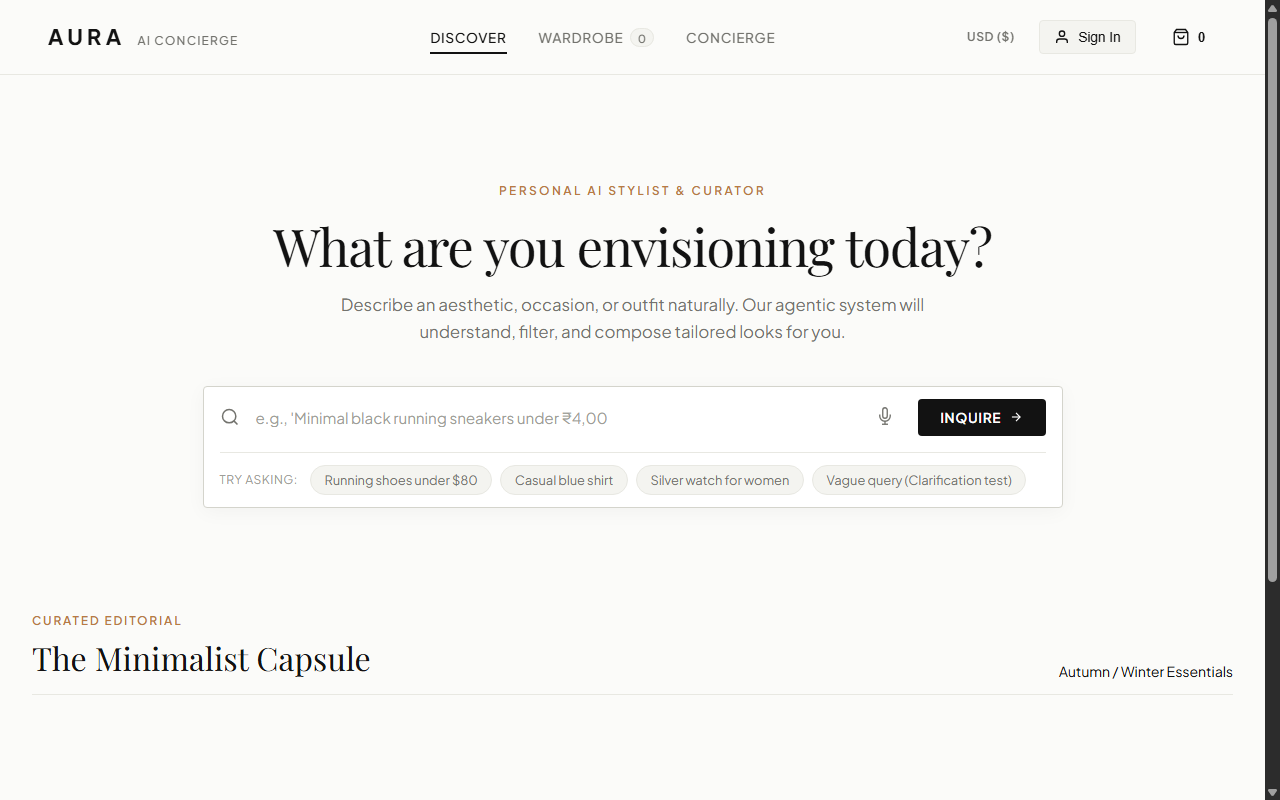 AURA AI CONCIERGE DISCOVER WARDROBE 0 CONCIERGE USD ($) Sign In 0
PERSONAL AI STYLIST & CURATOR
What are you envisioning today?
Describe an aesthetic, occasion, or outfit naturally. Our agentic system will
understand, filter, and compose tailored looks for you.
e.g., 'Minimal black running sneakers under ₹4,00 INQUIRE →
TRY ASKING: Running shoes under $80 Casual blue shirt Silver watch for women Vague query (Clarification test)
CURATED EDITORIAL
The Minimalist Capsule
Autumn / Winter Essentials